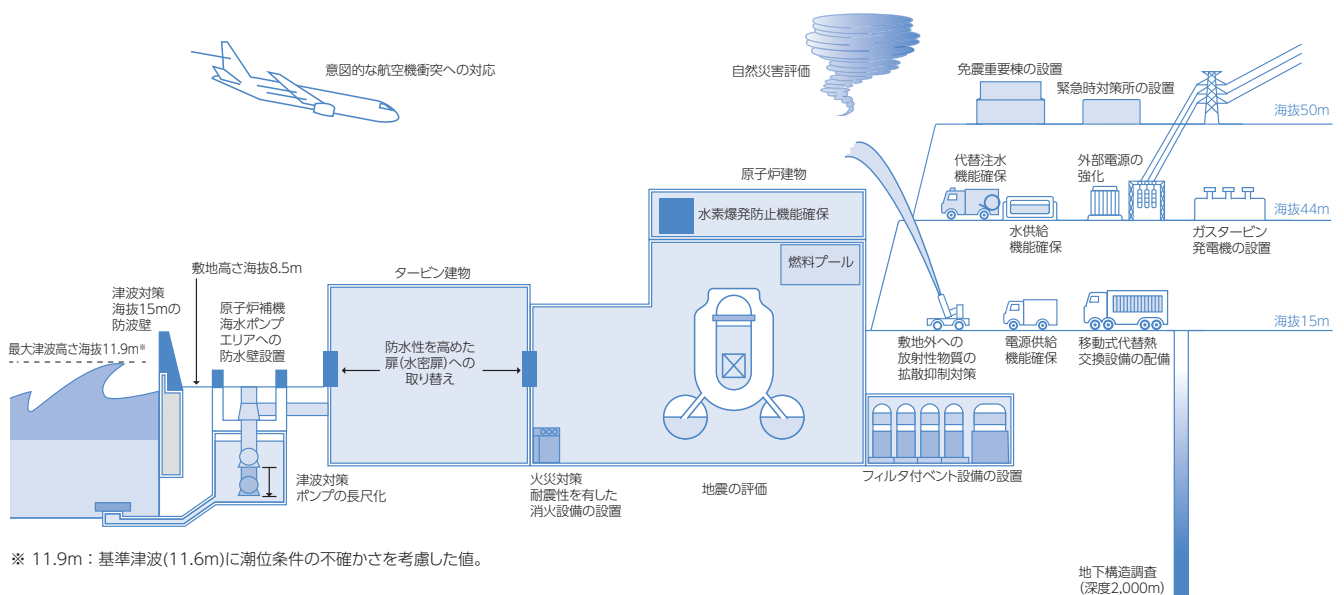 意図的な航空機衝突への対応
自然災害評価
免震重要棟の設置
緊急時対策所の設置
海抜50m
代替注水
機能確保
外部電源の
強化
水供給
機能確保
ガスタービン
発電機の設置
海抜44m
原子炉建物
水素爆発防止機能確保
燃料プール
敷地高さ海抜8.5m
タービン建物
津波対策
海抜15mの
防波壁
原子炉補機
海水ポンプ
エリアへの
防水壁設置
最大津波高さ海抜11.9m※
防水性を高めた
扉(水密扉)への
取り替え
敷地外への
放射性物質の
拡散抑制対策
電源供給
機能確保
移動式代替熱
交換設備の配備
海抜15m
津波対策
ポンプの長尺化
火災対策
耐震性を有した
消火設備の設置
地震の評価
フィルタ付ベント設備の設置
※ 11.9m：基準津波(11.6m)に潮位条件の不確かさを考慮した値。
地下構造調査
(深度2,000m)